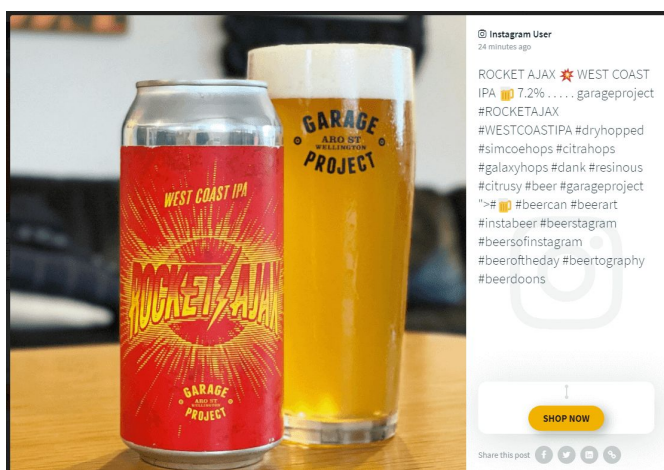 GARAGE
ARO ST
WELLINGTON
PROJECT
WEST COAST IPA
ROCKET AJAX
GARAGE
ARO ST
WELLINGTON
PROJECT
Instagram User
24 minutes ago
ROCKET AJAX 💥 WEST COAST
IPA 🍺 7.2% . . . . . garageproject
#ROCKETAJAX
#WESTCOASTIPA #dryhopped
#simcoehops #citrahops
#galaxyhops #dank #resinous
#citrusy #beer #garageproject
">#🍺 #beercan #beerart
#instabeer #beerstagram
#beersofinstagram
#beeroftheday #beertography
#beerdoons
SHOP NOW
Share this post